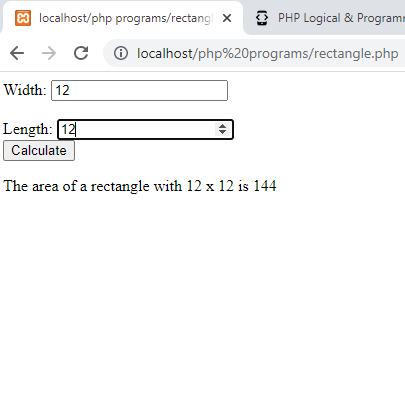 localhost/php programs/rectangl
PHP Logical & Programm
localhost/php%20programs/rectangle.php
Width: 12
Length: 12
Calculate
The area of a rectangle with 12 x 12 is 144